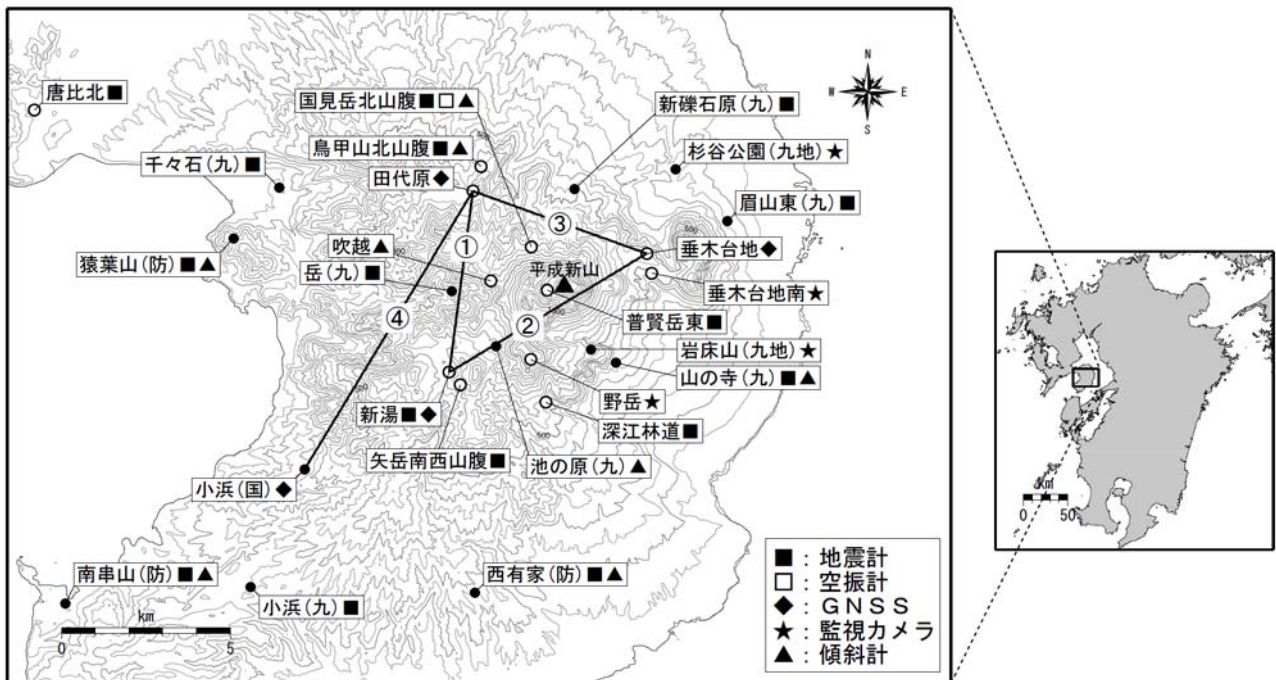 唐比北■
国見岳北山腹■□▲
鳥甲山北山腹■▲
田代原◆
新礫石原(九)■
N
W
E
S
杉谷公園(九地)★
千々石(九)■
眉山東(九)■
500
500
③
①
猿葉山(防)■▲
吹越▲
岳(九)■
平成新山
垂木台地◆
垂木台地南★
④
②
普賢岳東■
岩床山(九地)★
山の寺(九)■▲
新湯■◆
野岳★
深江林道■
矢岳南西山腹■
池の原(九)▲
500
小浜(国)◆
南串山(防)■▲
小浜(九)■
西有家(防)■▲
km
0
5
■：地震計
□：空振計
◆：ＧＮＳＳ
★：監視カメラ
▲：傾斜計
km
0
50